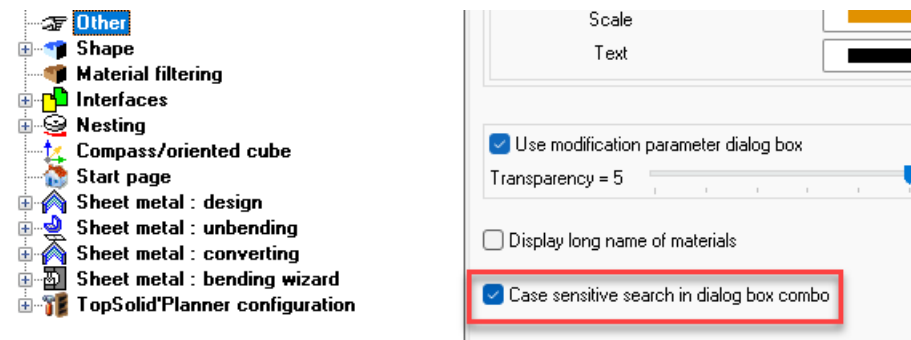 Other
Shape
Material filtering
Interfaces
Nesting
Compass/oriented cube
Start page
Sheet metal : design
Sheet metal : unbending
Sheet metal : converting
Sheet metal : bending wizard
TopSolid'Planner configuration
Scale
Text
Use modification parameter dialog box
Transparency = 5
Display long name of materials
Case sensitive search in dialog box combo